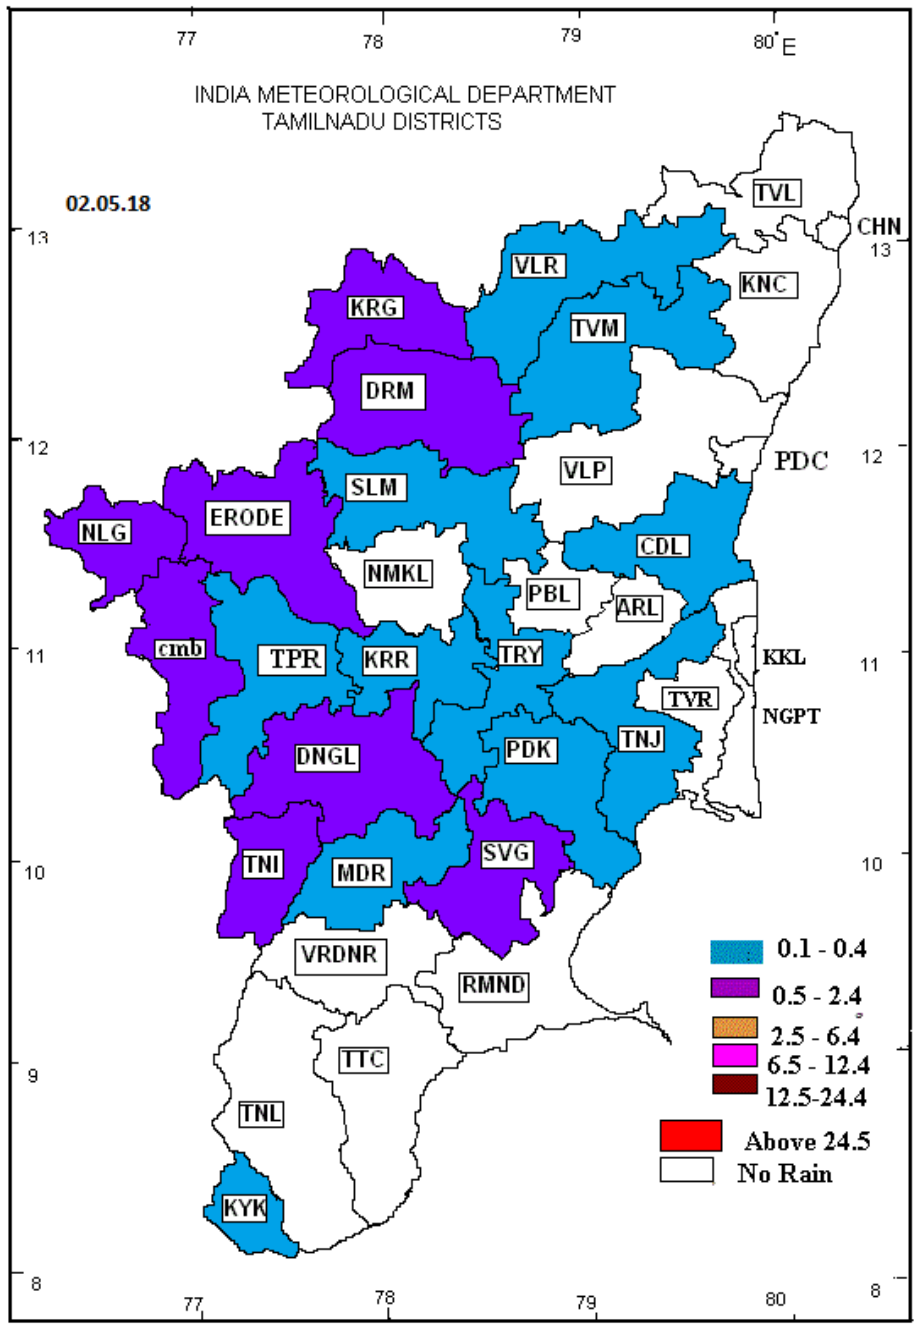 77 78 79 80° E
INDIA METEOROLOGICAL DEPARTMENT
TAMILNADU DISTRICTS
TVL
02.05.18
CHN
13 13
VLR
KNC
KRG
TVM
DRM
12 12
VLP PDC
SLM
ERODE
NLG
CDL
NMKL
PBL
ARL
cmb
TPR KRR TRY
11 11
KKL
TVR
NGPT
TNJ
PDK
DNGL
SVG
TNI
MDR
10 10
0.1 - 0.4
VRDNR
RMND
0.5 - 2.4
2.5 - 6.4
TTC
6.5 - 12.4
9
12.5-24.4
TNL
Above 24.5
No Rain
KYK
8 8
77 78 79 80